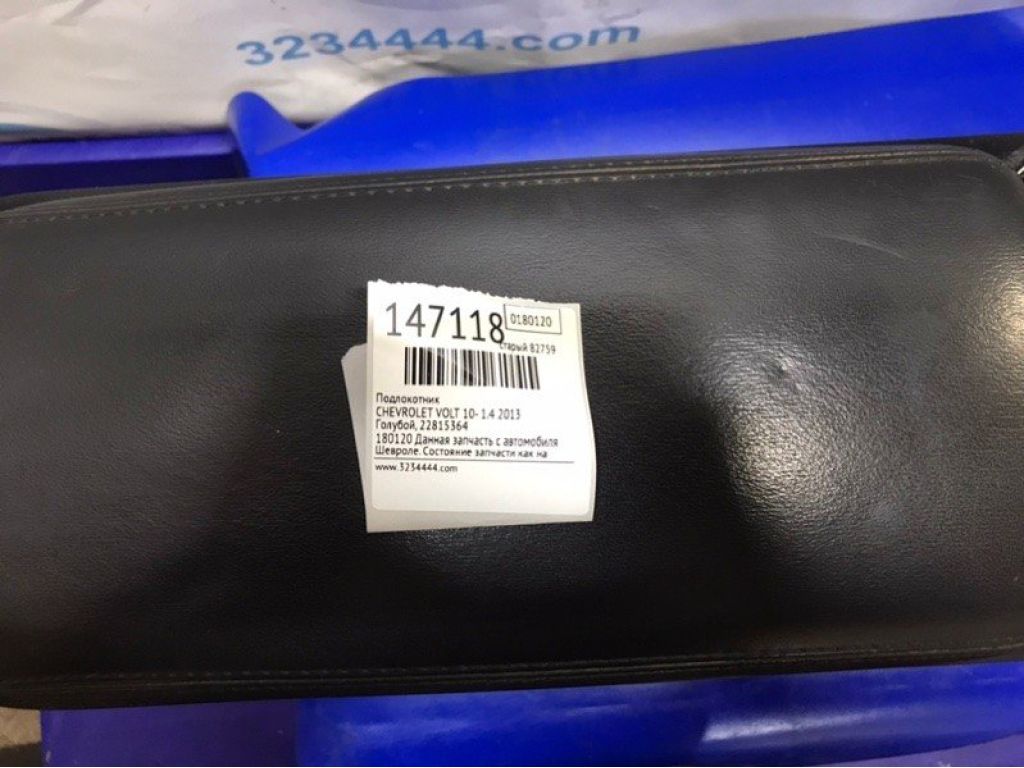 3234444.com
147118
0180120
старый 82759
Подлокотник
CHEVROLET VOLT 10- 1.4 2013
Голубой, 22815364
180120 Данная запчасть с автомобиля
Шевроле. Состояние запчасти как на
www.3234444.com